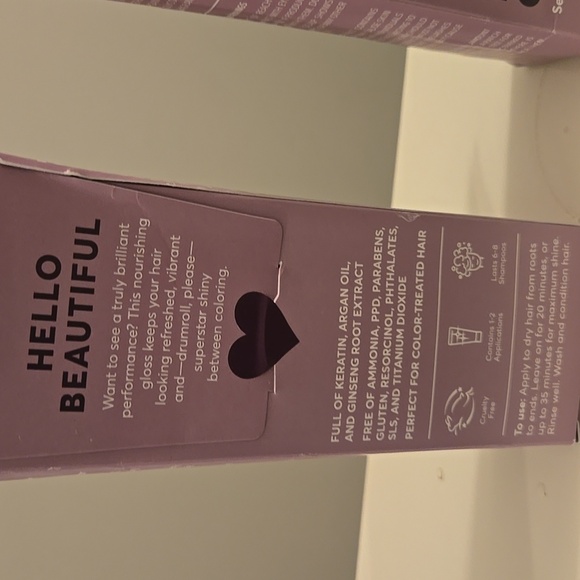 HELLO
BEAUTIFUL
Want to see a truly brilliant
performance? This nourishing
gloss keeps your hair
looking refreshed, vibrant
and—drumroll, please—
superstar shiny
between coloring.
FULL OF KERATIN, ARGAN OIL,
AND GINSENG ROOT EXTRACT
FREE OF AMMONIA, PPD, PARABENS,
GLUTEN, RESORCINOL, PHTHALATES,
SLS, AND TITANIUM DIOXIDE
PERFECT FOR COLOR-TREATED HAIR
Cruelty
Free
Contains 1-2
Applications
Lasts 6-8
Shampoos
To use: Apply to dry hair from roots
to ends. Leave on for 20 minutes, or
up to 35 minutes for maximum shine.
Rinse well. Wash and condition hair.